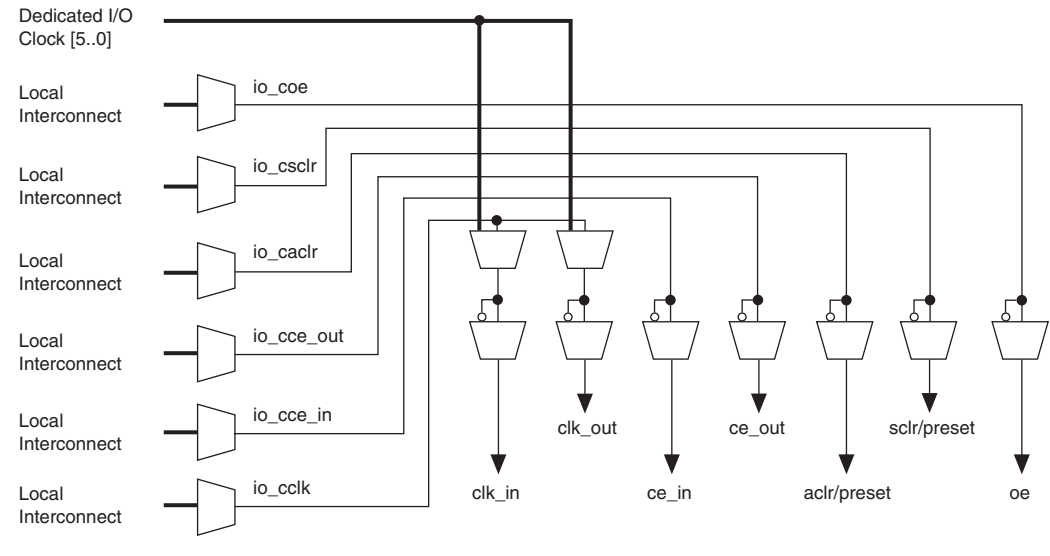 Dedicated I/O
Clock [5..0]
Local
Interconnect
io_coe
Local
Interconnect
io_csclr
Local
Interconnect
io_caclr
Local
Interconnect
io_cce_out
Local
Interconnect
io_cce_in
Local
Interconnect
io_cclk
clk_out
ce_out
sclr/preset
clk_in
ce_in
aclr/preset
oe